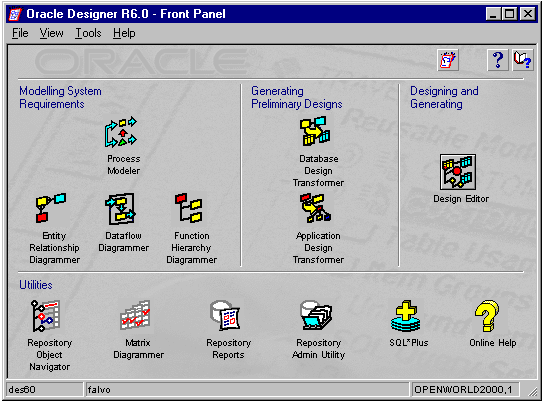 Oracle Designer R6.0 - Front Panel
File View Tools Help
ORACLE
Modelling System
Requirements
Generating
Preliminary Designs
Designing and
Generating
Process
Modeler
Database
Design
Transformer
Design Editor
Entity
Relationship
Diagrammer
Dataflow
Diagrammer
Function
Hierarchy
Diagrammer
Application
Design
Transformer
Utilities
Repository
Object
Navigator
Matrix
Diagrammer
Repository
Reports
Repository
Admin Utility
SQL*Plus
Online Help
des60
falvo
OPENWORLD2000,1